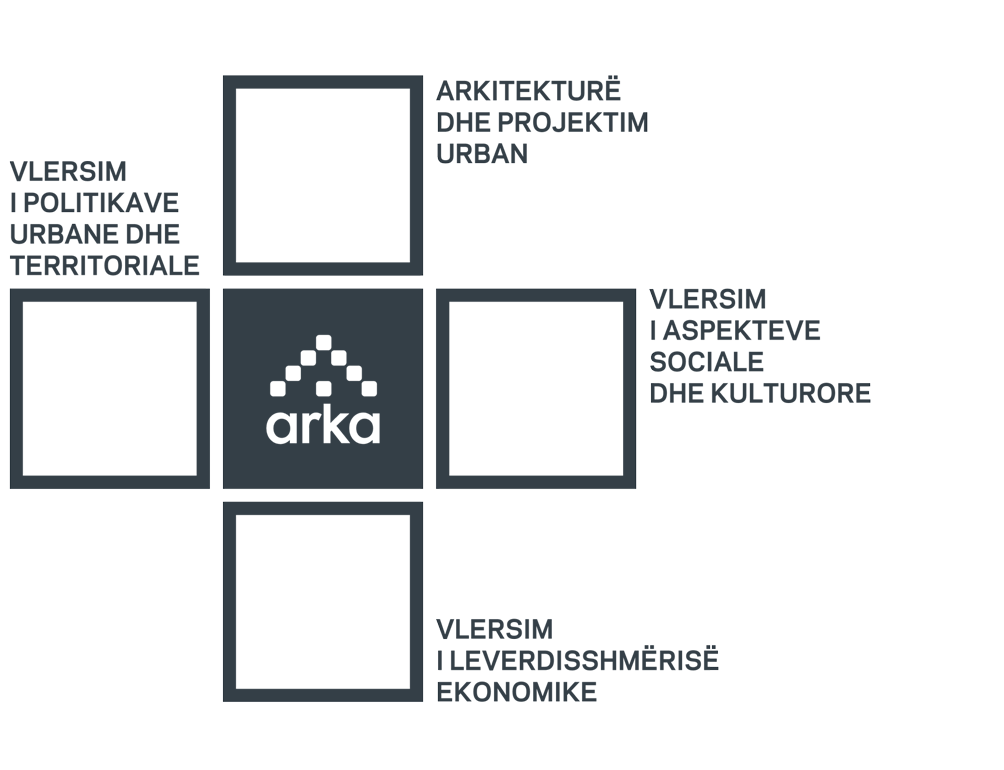 ARKITEKTURË
DHE PROJEKTIM
URBAN
VLERSIM
I POLITIKAVE
URBANE DHE
TERRITORIALE
VLERSIM
I ASPEKTEVE
SOCIALE
DHE KULTURORE
arka
VLERSIM
I LEVERDISSHMËRISË
EKONOMIKE